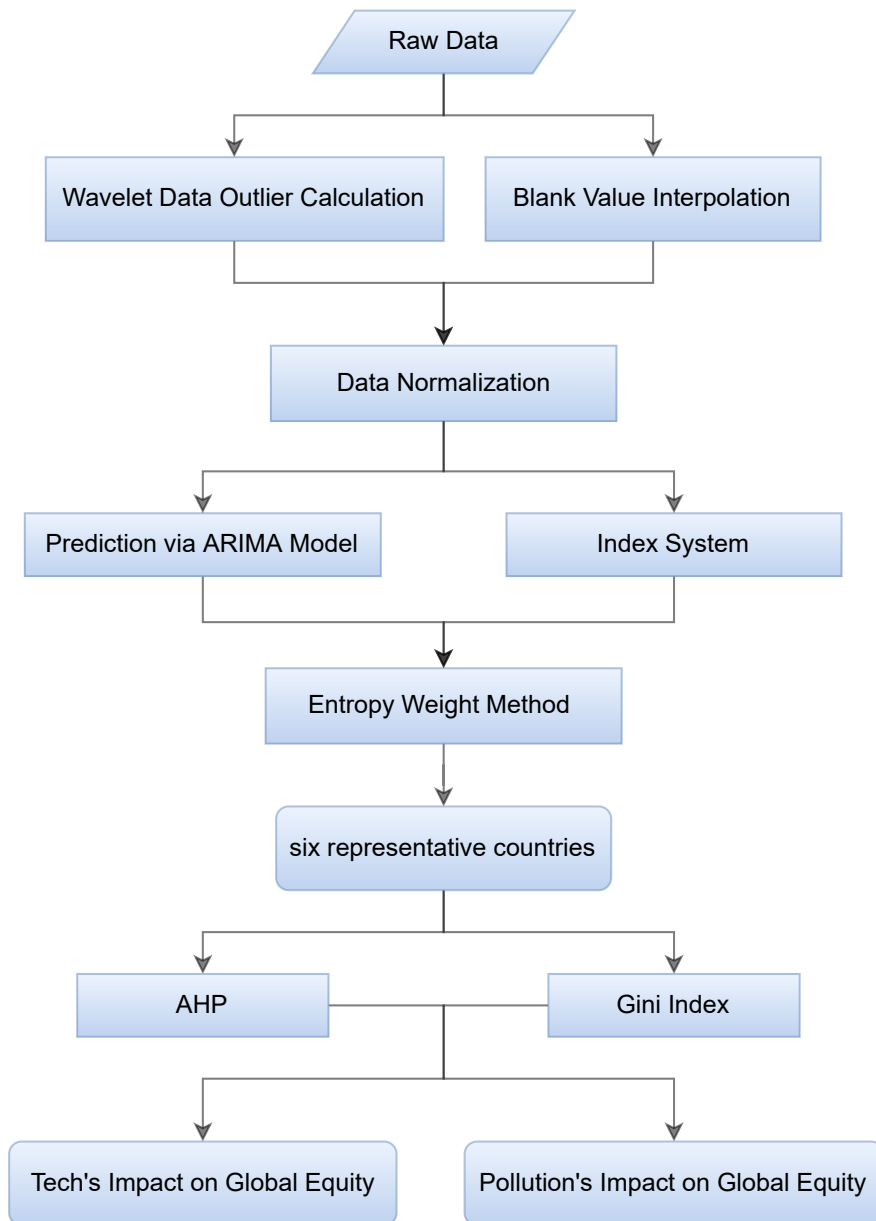 Raw Data
Wavelet Data Outlier Calculation
Blank Value Interpolation
Data Normalization
Prediction via ARIMA Model
Index System
Entropy Weight Method
six representative countries
AHP
Gini Index
Tech's Impact on Global Equity
Pollution's Impact on Global Equity